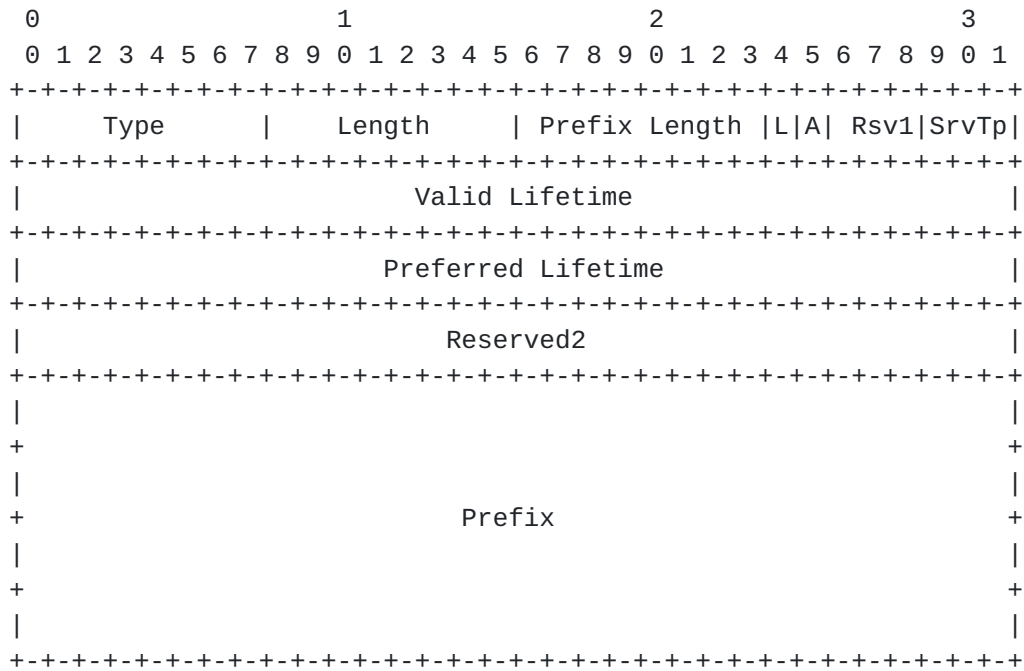 0                   1                   2                   3
 0 1 2 3 4 5 6 7 8 9 0 1 2 3 4 5 6 7 8 9 0 1 2 3 4 5 6 7 8 9 0 1
+-+-+-+-+-+-+-+-+-+-+-+-+-+-+-+-+-+-+-+-+-+-+-+-+-+-+-+-+-+-+-+-+
|     Type      |    Length     | Prefix Length |L|A| Rsv1|SrvTp|
+-+-+-+-+-+-+-+-+-+-+-+-+-+-+-+-+-+-+-+-+-+-+-+-+-+-+-+-+-+-+-+-+
|                         Valid Lifetime                        |
+-+-+-+-+-+-+-+-+-+-+-+-+-+-+-+-+-+-+-+-+-+-+-+-+-+-+-+-+-+-+-+-+
|                       Preferred Lifetime                      |
+-+-+-+-+-+-+-+-+-+-+-+-+-+-+-+-+-+-+-+-+-+-+-+-+-+-+-+-+-+-+-+-+
|                           Reserved2                           |
+-+-+-+-+-+-+-+-+-+-+-+-+-+-+-+-+-+-+-+-+-+-+-+-+-+-+-+-+-+-+-+-+
|                                                               |
+                                                               +
|                                                               |
+                            Prefix                             +
|                                                               |
+                                                               +
|                                                               |
+-+-+-+-+-+-+-+-+-+-+-+-+-+-+-+-+-+-+-+-+-+-+-+-+-+-+-+-+-+-+-+-+